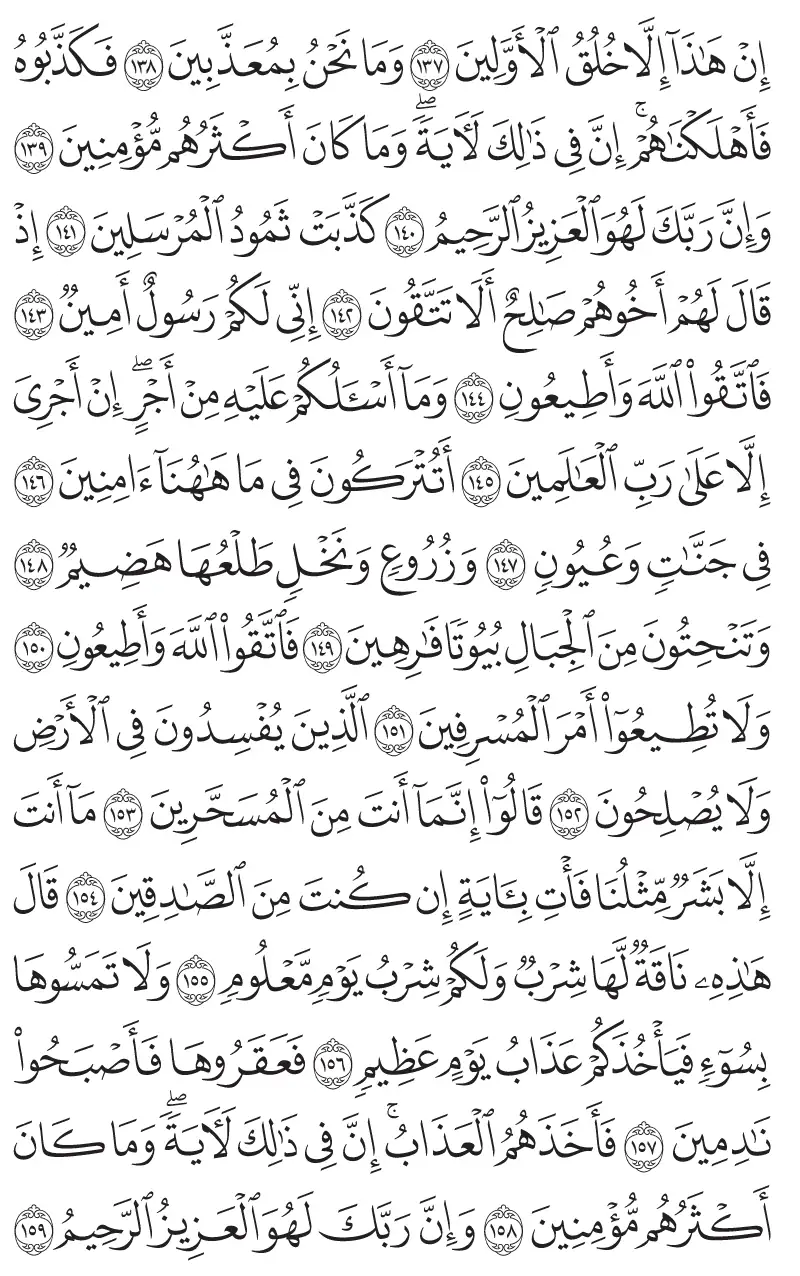 إِنْ هَٰذَآ إِلَّا خُلُقُ ٱلْأَوَّلِينَ ١٣٧ وَمَا نَحْنُ بِمُعَذَّبِينَ ١٣٨ فَكَذَّبُوهُ
فَأَهْلَكْنَٰهُمْ ۚ إِنَّ فِى ذَٰلِكَ لَءَايَةً ۖ وَمَا كَانَ أَكْثَرُهُم مُّؤْمِنِينَ ١٣٩
وَإِنَّ رَبَّكَ لَهُوَ ٱلْعَزِيزُ ٱلرَّحِيمُ ١٤٠ كَذَّبَتْ ثَمُودُ ٱلْمُرْسَلِينَ ١٤١ إِذْ
قَالَ لَهُمْ أَخُوهُمْ صَٰلِحٌ أَلَا تَتَّقُونَ ١٤٢ إِنِّى لَكُمْ رَسُولٌ أَمِينٌ ١٤٣
فَٱتَّقُوا۟ ٱللَّهَ وَأَطِيعُونِ ١٤٤ وَمَآ أَسْـَٔلُكُمْ عَلَيْهِ مِنْ أَجْرٍ ۖ إِنْ أَجْرِىَ
إِلَّا عَلَىٰ رَبِّ ٱلْعَٰلَمِينَ ١٤٥ أَتُتْرَكُونَ فِى مَا هَٰهُنَآ ءَامِنِينَ ١٤٦
فِى جَنَّٰتٍ وَعُيُونٍ ١٤٧ وَزُرُوعٍ وَنَخْلٍ طَلْعُهَا هَضِيمٌ ١٤٨
وَتَنْحِتُونَ مِنَ ٱلْجِبَالِ بُيُوتًا فَٰرِهِينَ ١٤٩ فَٱتَّقُوا۟ ٱللَّهَ وَأَطِيعُونِ ١٥٠
وَلَا تُطِيعُوٓا۟ أَمْرَ ٱلْمُسْرِفِينَ ١٥١ ٱلَّذِينَ يُفْسِدُونَ فِى ٱلْأَرْضِ
وَلَا يُصْلِحُونَ ١٥٢ قَالُوٓا۟ إِنَّمَآ أَنتَ مِنَ ٱلْمُسَحَّرِينَ ١٥٣ مَآ أَنتَ
إِلَّا بَشَرٌ مِّثْلُنَا فَأْتِ بِـَٔايَةٍ إِن كُنتَ مِنَ ٱلصَّٰدِقِينَ ١٥٤ قَالَ
هَٰذِهِۦ نَاقَةٌ لَّهَا شِرْبٌ وَلَكُمْ شِرْبُ يَوْمٍ مَّعْلُومٍ ١٥٥ وَلَا تَمَسُّوهَا
بِسُوٓءٍ فَيَأْخُذَكُمْ عَذَابُ يَوْمٍ عَظِيمٍ ١٥٦ فَعَقَرُوهَا فَأَصْبَحُوا۟
نَٰدِمِينَ ١٥٧ فَأَخَذَهُمُ ٱلْعَذَابُ ۚ إِنَّ فِى ذَٰلِكَ لَءَايَةً ۖ وَمَا كَانَ
أَكْثَرُهُم مُّؤْمِنِينَ ١٥٨ وَإِنَّ رَبَّكَ لَهُوَ ٱلْعَزِيزُ ٱلرَّحِيمُ ١٥٩